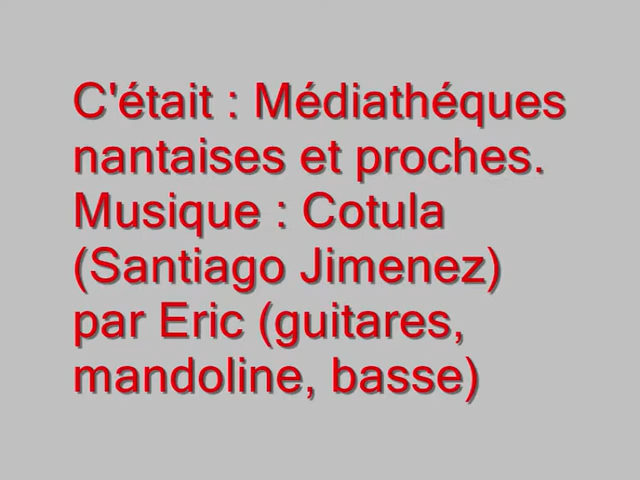 C'était : Médiathéques
nantaises et proches.
Musique : Cotula
(Santiago Jimenez)
par Eric (guitares,
mandoline, basse)